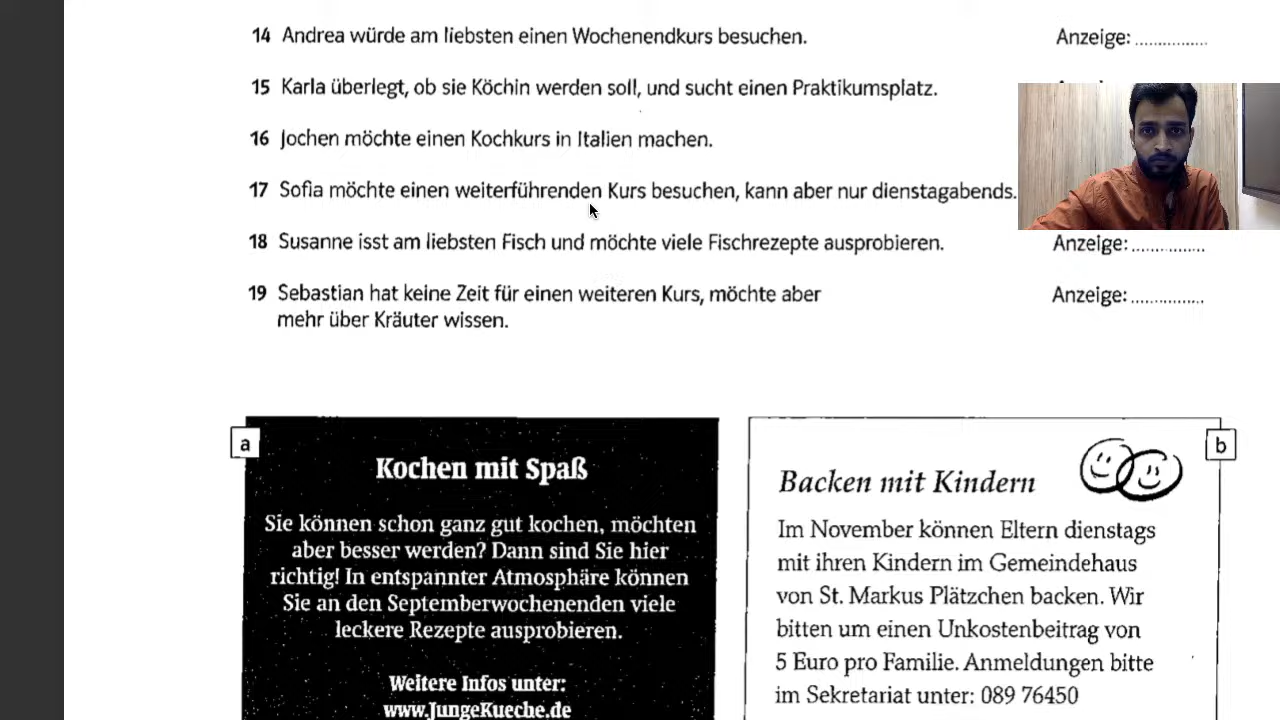 14 Andrea würde am liebsten einen Wochenendkurs besuchen. Anzeige: ...............
15 Karla überlegt, ob sie Köchin werden soll, und sucht einen Praktikumsplatz.
16 Jochen möchte einen Kochkurs in Italien machen.
17 Sofia möchte einen weiterführenden Kurs besuchen, kann aber nur dienstagabends.
18 Susanne isst am liebsten Fisch und möchte viele Fischrezepte ausprobieren. Anzeige: ...............
19 Sebastian hat keine Zeit für einen weiteren Kurs, möchte aber Anzeige: ...............
mehr über Kräuter wissen.
a
Kochen mit Spaß
Sie können schon ganz gut kochen, möchten
aber besser werden? Dann sind Sie hier
richtig! In entspannter Atmosphäre können
Sie an den Septemberwochenenden viele
leckere Rezepte ausprobieren.
Weitere Infos unter:
www.JungeKueche.de
b
Backen mit Kindern
Im November können Eltern dienstags
mit ihren Kindern im Gemeindehaus
von St. Markus Plätzchen backen. Wir
bitten um einen Unkostenbeitrag von
5 Euro pro Familie. Anmeldungen bitte
im Sekretariat unter: 089 76450